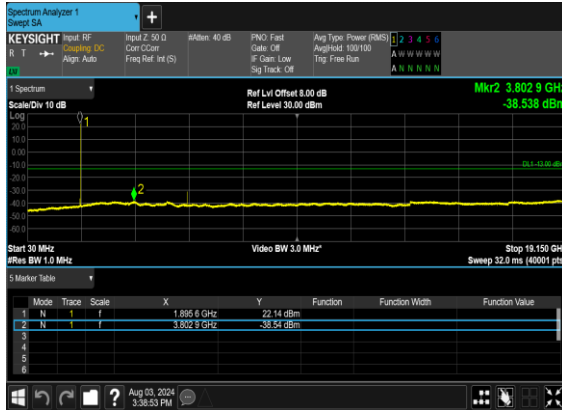 Spectrum Analyzer 1
Swept SA
+
KEYSIGHT Input: RF Input Z: 50 Ω #Atten: 40 dB PNO: Fast Avg Type: Power (RMS) 1 2 3 4 5 6
R T Coupling: DC Corr CCorr Gate: Off Avg|Hold: 100/100 A W W W W W
Align: Auto Freq Ref: Int (S) IF Gain: Low Trig: Free Run
Sig Track: Off A N N N N N
1 Spectrum Ref Lvl Offset 8.00 dB Mkr2 3.802 9 GHz
Scale/Div 10 dB Ref Level 30.00 dBm -38.538 dBm
Log
1
20.0
10.0
0.00
-10.0 DL1 -13.00 dBm
-20.0
-30.0
2
-40.0
-50.0
-60.0
Start 30 MHz Video BW 3.0 MHz* Stop 19.150 GHz
#Res BW 1.0 MHz Sweep 32.0 ms (40001 pts)
5 Marker Table
Mode Trace Scale X Y Function Function Width Function Value
1 N 1 f 1.895 6 GHz 22.14 dBm
2 N 1 f 3.802 9 GHz -38.54 dBm
3
4
5
6
? Aug 03, 2024
3:38:53 PM